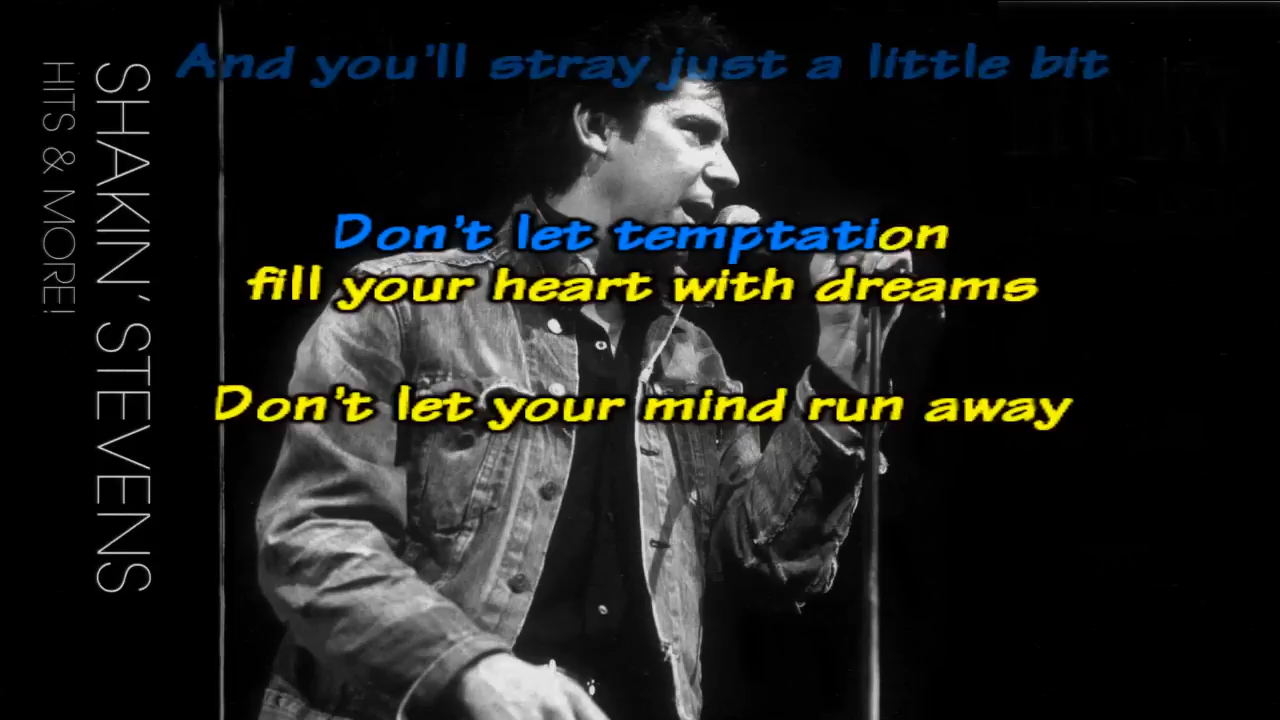 SHAKIN' STEVENS
HITS & MORE!
And you'll stray just a little bit
Don't let temptation
fill your heart with dreams
Don't let your mind run away